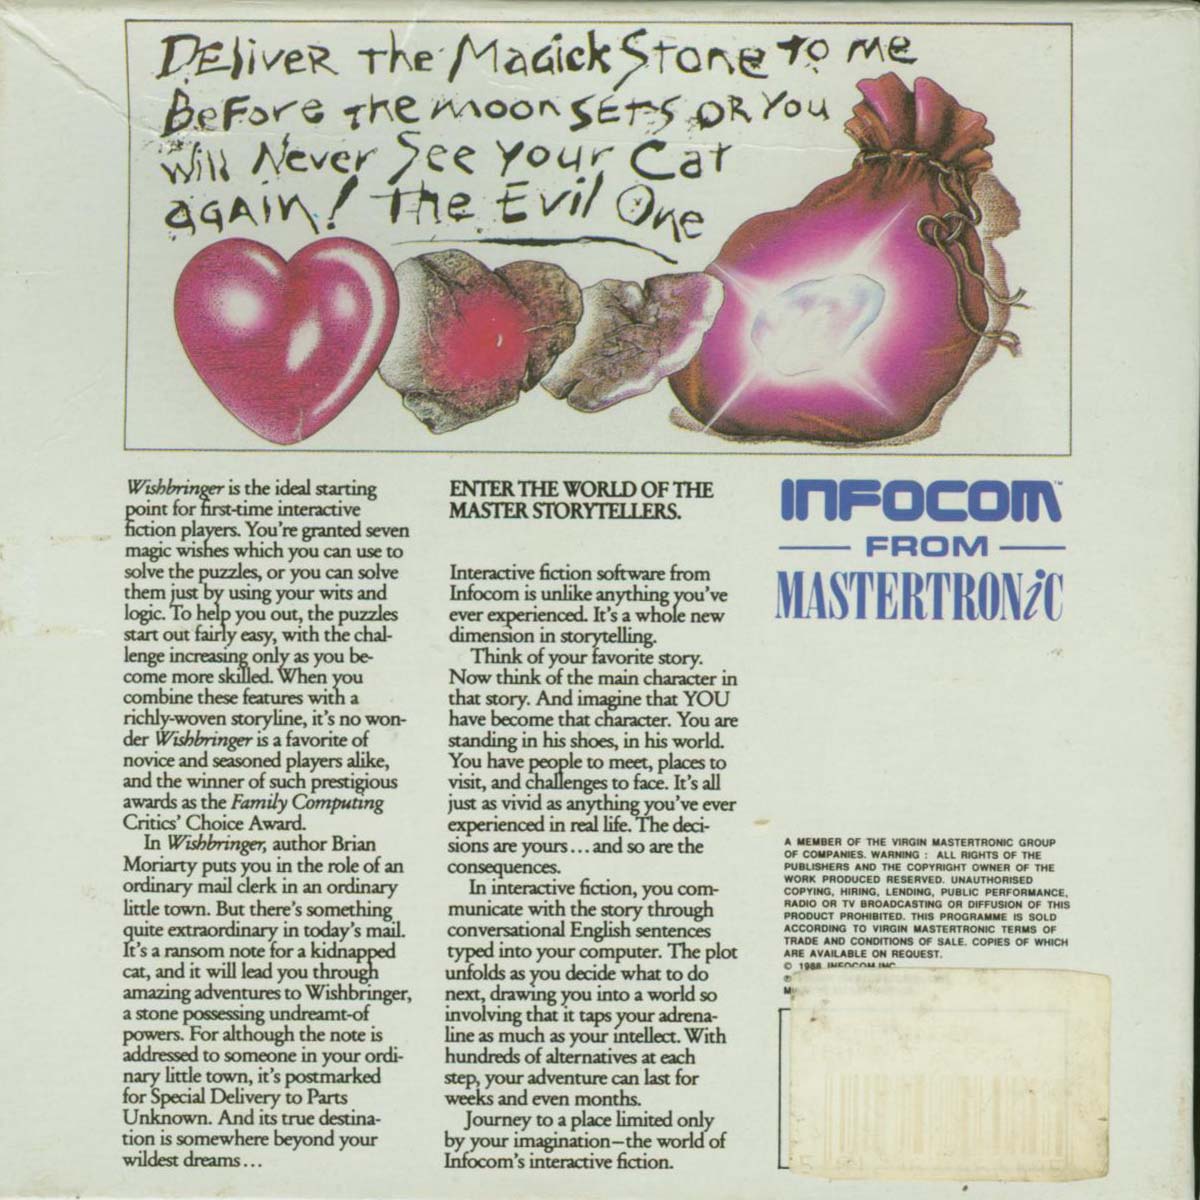 Deliver the Magick Stone to me
Before the moon sets or you
Will Never See your Cat
again! The Evil One
Wishbringer is the ideal starting
point for first-time interactive
fiction players. You're granted seven
magic wishes which you can use to
solve the puzzles, or you can solve
them just by using your wits and
logic. To help you out, the puzzles
start out fairly easy, with the chal-
lenge increasing only as you be-
come more skilled. When you
combine these features with a
richly-woven storyline, it's no won-
der Wishbringer is a favorite of
novice and seasoned players alike,
and the winner of such prestigious
awards as the Family Computing
Critics' Choice Award.
In Wishbringer, author Brian
Moriarty puts you in the role of an
ordinary mail clerk in an ordinary
little town. But there's something
quite extraordinary in today's mail.
It's a ransom note for a kidnapped
cat, and it will lead you through
amazing adventures to Wishbringer,
a stone possessing undreamt-of
powers. For although the note is
addressed to someone in your ordi-
nary little town, it's postmarked
for Special Delivery to Parts
Unknown. And its true destina-
tion is somewhere beyond your
wildest dreams...
ENTER THE WORLD OF THE
MASTER STORYTELLERS.
Interactive fiction software from
Infocom is unlike anything you've
ever experienced. It's a whole new
dimension in storytelling.
Think of your favorite story.
Now think of the main character in
that story. And imagine that YOU
have become that character. You are
standing in his shoes, in his world.
You have people to meet, places to
visit, and challenges to face. It's all
just as vivid as anything you've ever
experienced in real life. The deci-
sions are yours...and so are the
consequences.
In interactive fiction, you com-
municate with the story through
conversational English sentences
typed into your computer. The plot
unfolds as you decide what to do
next, drawing you into a world so
involving that it taps your adrena-
line as much as your intellect. With
hundreds of alternatives at each
step, your adventure can last for
weeks and even months.
Journey to a place limited only
by your imagination—the world of
Infocom's interactive fiction.
INFOCOM™
FROM
MASTERTRONiC
A MEMBER OF THE VIRGIN MASTERTRONIC GROUP
OF COMPANIES. WARNING : ALL RIGHTS OF THE
PUBLISHERS AND THE COPYRIGHT OWNER OF THE
WORK PRODUCED RESERVED. UNAUTHORISED
COPYING, HIRING, LENDING, PUBLIC PERFORMANCE,
RADIO OR TV BROADCASTING OR DIFFUSION OF THIS
PRODUCT PROHIBITED. THIS PROGRAMME IS SOLD
ACCORDING TO VIRGIN MASTERTRONIC TERMS OF
TRADE AND CONDITIONS OF SALE. COPIES OF WHICH
ARE AVAILABLE ON REQUEST.
© 1988 INFOCOM INC